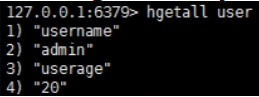 127.0.0.1:6379> hgetall user
1) "username"
2) "admin"
3) "userage"
4) "20"